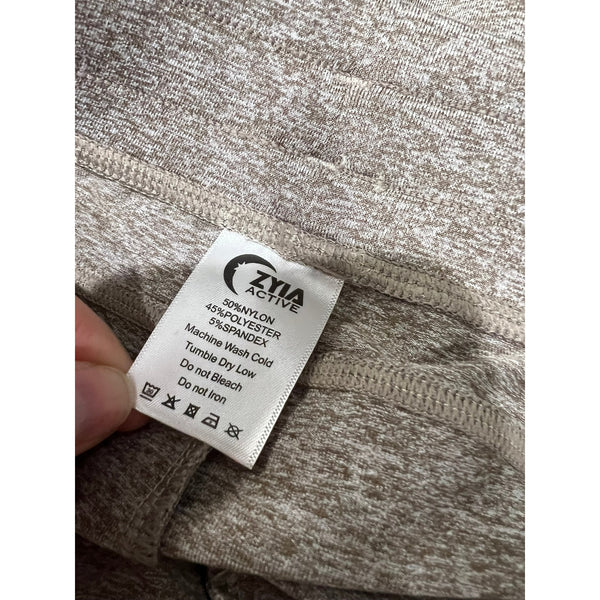 ZYIA
ACTIVE
50%NYLON
45%POLYESTER
5%SPANDEX
Machine Wash Cold
Tumble Dry Low
Do not Bleach
Do not Iron